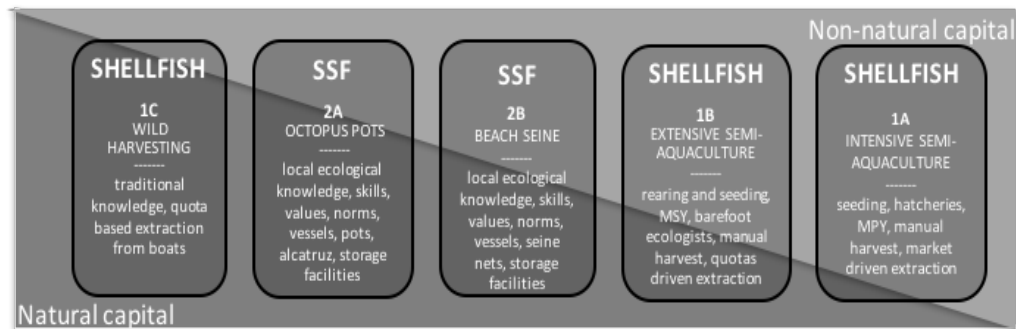 Non-natural capital
SHELLFISH
1C
WILD
HARVESTING
-------
traditional
knowledge, quota
based extraction
from boats
SSF
2A
OCTOPUS POTS
-------
local ecological
knowledge, skills,
values, norms,
vessels, pots,
alcatruz, storage
facilities
SSF
2B
BEACH SEINE
-------
local ecological
knowledge, skills,
values, norms,
vessels, seine
nets, storage
facilities
SHELLFISH
1B
EXTENSIVE SEMI-
AQUACULTURE
-------
rearing and seeding,
MSY, barefoot
ecologists, manual
harvest, quotas
driven extraction
SHELLFISH
1A
INTENSIVE SEMI-
AQUACULTURE
-------
seeding, hatcheries,
MPY, manual
harvest, market
driven extraction
Natural capital